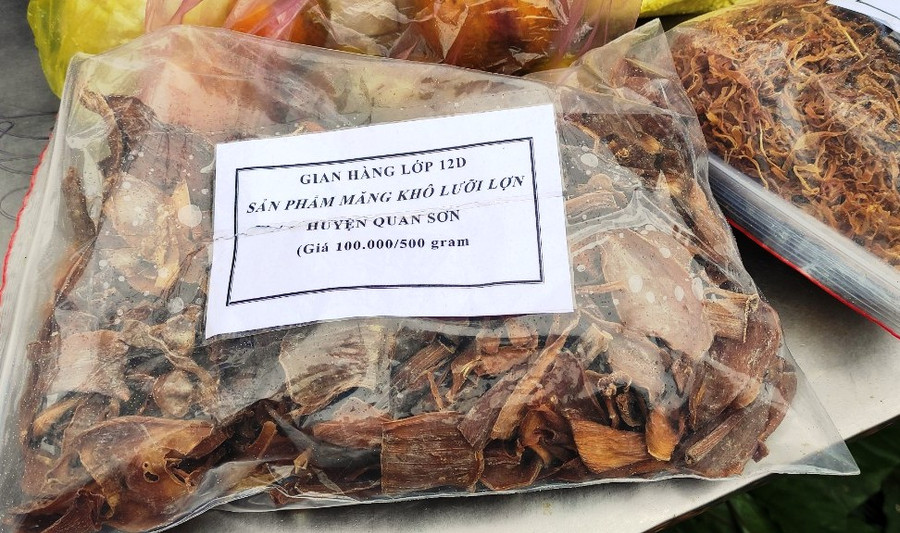 GIAN HÀNG LỚP 12D
SẢN PHẨM MĂNG KHÔ LƯỠI LỢN
HUYỆN QUAN SƠN
(Giá 100.000/500 gram